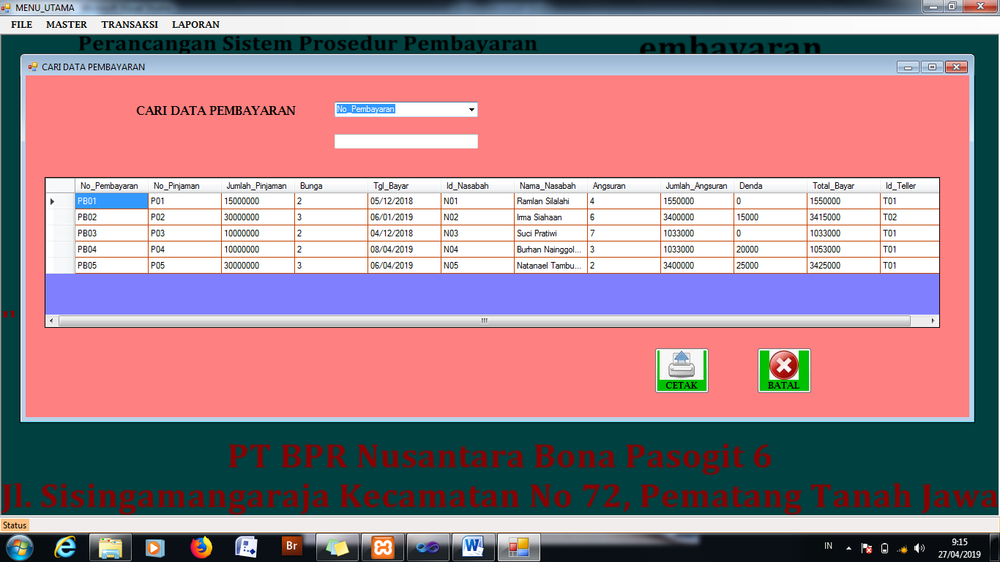 MENU_UTAMA
FILE MASTER TRANSAKSI LAPORAN
Perancangan Sistem Prosedur Pembayaran embayaran
CARI DATA PEMBAYARAN
CARI DATA PEMBAYARAN No_Pembayaran
No_Pembayaran No_Pinjaman Jumlah_Pinjaman Bunga Tgl_Bayar Id_Nasabah Nama_Nasabah Angsuran Jumlah_Angsuran Denda Total_Bayar Id_Teller
PB01 P01 15000000 2 05/12/2018 N01 Ramlan Silalahi 4 1550000 0 1550000 T01
PB02 P02 30000000 3 06/01/2019 N02 Irma Siahaan 6 3400000 15000 3415000 T02
PB03 P03 10000000 2 04/12/2018 N03 Suci Pratiwi 7 1033000 0 1033000 T01
PB04 P04 10000000 2 08/04/2019 N04 Burhan Nainggol... 3 1033000 20000 1053000 T01
PB05 P05 30000000 3 06/04/2019 N05 Natanael Tambu... 2 3400000 25000 3425000 T01
"
CETAK BATAL
PT BPR Nusantara Bona Pasogit 6
Jl. Sisingamangaraja Kecamatan No 72, Pematang Tanah Jawa
Status
Br
IN 9:15
27/04/2019